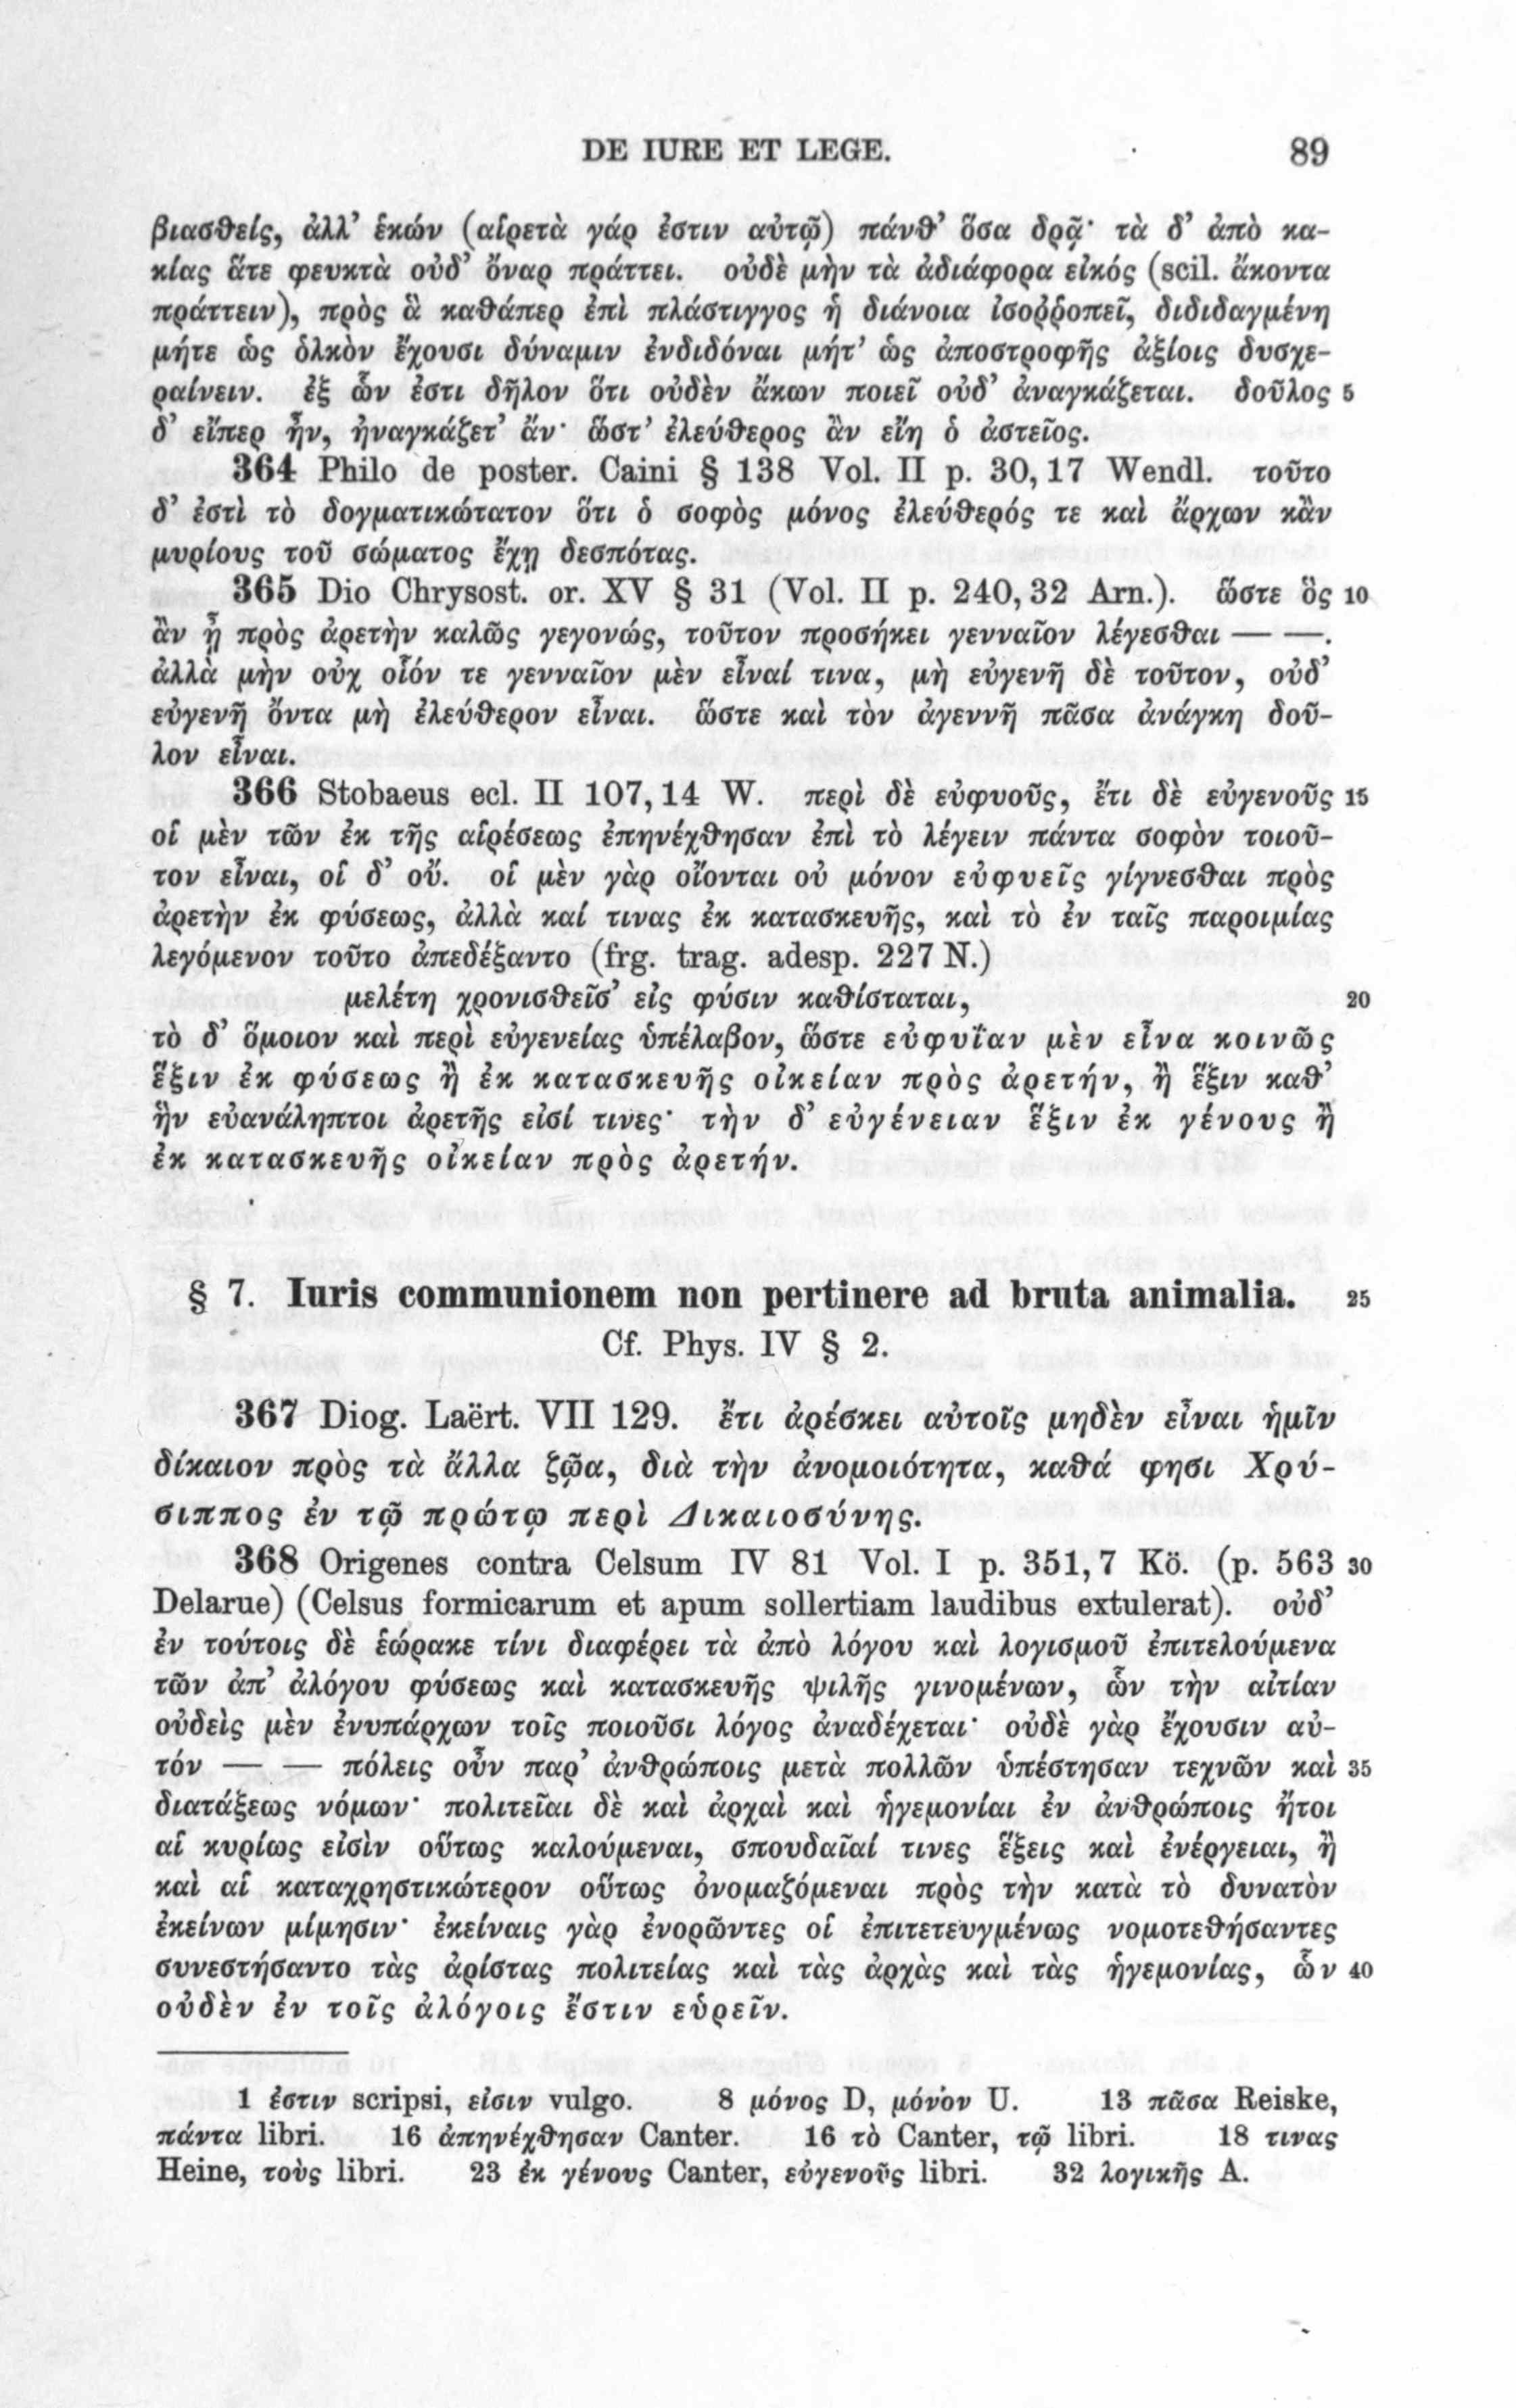 DE IURE ET LEGE. 89
βιασθείς, ἀλλ’ ἑκών (αἱρετὰ γάρ ἐστιν αὐτῷ) πάνθ’ ὅσα δρᾷ· τὰ δ’ ἀπὸ κα-
κίας ἅτε φευκτὰ οὐδ’ ὄναρ πράττει. οὐδὲ μὴν τὰ ἀδιάφορα εἰκός (scil. ἄκοντα
πράττειν), πρὸς ἃ καθάπερ ἐπὶ πλάστιγγος ἡ διάνοια ἰσοῤῥοπεῖ, διδιδαγμένη
μήτε ὡς ὁλκὸν ἔχουσι δύναμιν ἐνδιδόναι μήτ’ ὡς ἀποστροφῆς ἀξίοις δυσχε-
ραίνειν. ἐξ ὧν ἐστι δῆλον ὅτι οὐδὲν ἄκων ποιεῖ οὐδ’ ἀναγκάζεται. δοῦλος 5
δ’ εἴπερ ἦν, ἠναγκάζετ’ ἄν· ὥστ’ ἐλεύθερος ἂν εἴη ὁ ἀστεῖος.
364 Philo de poster. Caini § 138 Vol. II p. 30,17 Wendl. τοῦτο
δ’ ἐστὶ τὸ δογματικώτατον ὅτι ὁ σοφὸς μόνος ἐλεύθερός τε καὶ ἄρχων κἂν
μυρίους τοῦ σώματος ἔχῃ δεσπότας.
365 Dio Chrysost. or. XV § 31 (Vol. II p. 240,32 Arn.). ὥστε ὃς 10
ἂν ᾖ πρὸς ἀρετὴν καλῶς γεγονώς, τοῦτον προσήκει γενναῖον λέγεσθαι — —.
ἀλλὰ μὴν οὐχ οἷόν τε γενναῖον μὲν εἶναί τινα, μὴ εὐγενῆ δὲ τοῦτον, οὐδ’
εὐγενῆ ὄντα μὴ ἐλεύθερον εἶναι. ὥστε καὶ τὸν ἀγεννῆ πᾶσα ἀνάγκη δοῦ-
λον εἶναι.
366 Stobaeus ecl. II 107,14 W. περὶ δὲ εὐφυοῦς, ἔτι δὲ εὐγενοῦς 15
οἱ μὲν τῶν ἐκ τῆς αἱρέσεως ἐπηνέχθησαν ἐπὶ τὸ λέγειν πάντα σοφὸν τοιοῦ-
τον εἶναι, οἱ δ’ οὔ. οἱ μὲν γὰρ οἴονται οὐ μόνον εὐφυεῖς γίγνεσθαι πρὸς
ἀρετὴν ἐκ φύσεως, ἀλλὰ καί τινας ἐκ κατασκευῆς, καὶ τὸ ἐν ταῖς παροιμίας
λεγόμενον τοῦτο ἀπεδέξαντο (frg. trag. adesp. 227 N.)
μελέτη χρονισθεῖσ’ εἰς φύσιν καθίσταται, 20
τὸ δ’ ὅμοιον καὶ περὶ εὐγενείας ὑπέλαβον, ὥστε εὐφυΐαν μὲν εἶνα κοινῶς
ἕξιν ἐκ φύσεως ἢ ἐκ κατασκευῆς οἰκείαν πρὸς ἀρετήν, ἢ ἕξιν καθ’
ἣν εὐανάληπτοι ἀρετῆς εἰσί τινες· τὴν δ’ εὐγένειαν ἕξιν ἐκ γένους ἢ
ἐκ κατασκευῆς οἰκείαν πρὸς ἀρετήν.
§ 7. Iuris communionem non pertinere ad bruta animalia. 25
Cf. Phys. IV § 2.
367 Diog. Laërt. VII 129. ἔτι ἀρέσκει αὐτοῖς μηδὲν εἶναι ἡμῖν
δίκαιον πρὸς τὰ ἄλλα ζῷα, διὰ τὴν ἀνομοιότητα, καθά φησι Χρύ-
σιππος ἐν τῷ πρώτῳ περὶ Δικαιοσύνης.
368 Origenes contra Celsum IV 81 Vol. I p. 351,7 Kö. (p. 563 30
Delarue) (Celsus formicarum et apum sollertiam laudibus extulerat). οὐδ’
ἐν τούτοις δὲ ἑώρακε τίνι διαφέρει τὰ ἀπὸ λόγου καὶ λογισμοῦ ἐπιτελούμενα
τῶν ἀπ’ ἀλόγου φύσεως καὶ κατασκευῆς ψιλῆς γινομένων, ὧν τὴν αἰτίαν
οὐδεὶς μὲν ἐνυπάρχων τοῖς ποιοῦσι λόγος ἀναδέχεται· οὐδὲ γὰρ ἔχουσιν αὐ-
τόν — — πόλεις οὖν παρ’ ἀνθρώποις μετὰ πολλῶν ὑπέστησαν τεχνῶν καὶ 35
διατάξεως νόμων· πολιτεῖαι δὲ καὶ ἀρχαὶ καὶ ἡγεμονίαι ἐν ἀνθρώποις ἤτοι
αἱ κυρίως εἰσὶν οὕτως καλούμεναι, σπουδαῖαί τινες ἕξεις καὶ ἐνέργειαι, ἢ
καὶ αἱ καταχρηστικώτερον οὕτως ὀνομαζόμεναι πρὸς τὴν κατὰ τὸ δυνατὸν
ἐκείνων μίμησιν· ἐκείναις γὰρ ἐνορῶντες οἱ ἐπιτετευγμένως νομοτεθήσαντες
συνεστήσαντο τὰς ἀρίστας πολιτείας καὶ τὰς ἀρχὰς καὶ τὰς ἡγεμονίας, ὧν 40
οὐδὲν ἐν τοῖς ἀλόγοις ἔστιν εὑρεῖν.
1 ἐστιν scripsi, εἰσιν vulgo. 8 μόνος D, μόνον U. 13 πᾶσα Reiske,
πάντα libri. 16 ἀπηνέχθησαν Canter. 16 τὸ Canter, τῷ libri. 18 τινας
Heine, τοὺς libri. 23 ἐκ γένους Canter, εὐγενοῦς libri. 32 λογικῆς A.